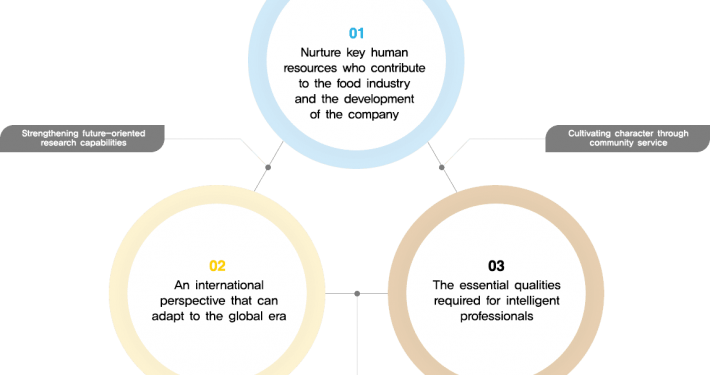 01
Nurture key human
resources who contribute
to the food industry
and the development
of the company
Strengthening future-oriented
research capabilities
Cultivating character through
community service
02
An international
perspective that can
adapt to the global era
03
The essential qualities
required for intelligent
professionals